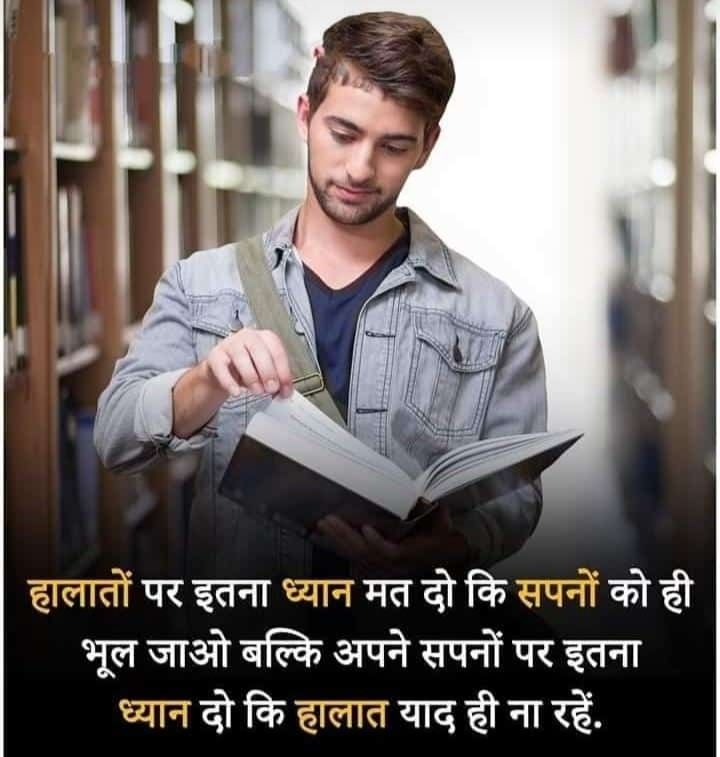 हालातों पर इतना ध्यान मत दो कि सपनों को ही
भूल जाओ बल्कि अपने सपनों पर इतना
ध्यान दो कि हालात याद ही ना रहें.